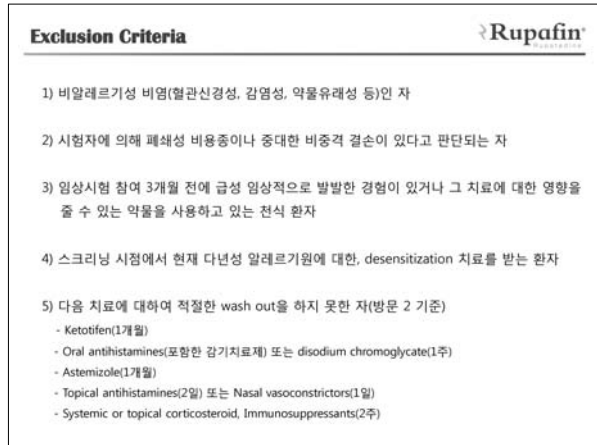 Exclusion Criteria
Rupafin
Rupatadine
1) 비알레르기성 비염(혈관신경성, 감염성, 약물유래성 등)인 자
2) 시험자에 의해 폐쇄성 비용종이나 중대한 비중격 결손이 있다고 판단되는 자
3) 임상시험 참여 3개월 전에 급성 임상적으로 발발한 경험이 있거나 그 치료에 대한 영향을
줄 수 있는 약물을 사용하고 있는 천식 환자
4) 스크리닝 시점에서 현재 다년성 알레르기원에 대한, desensitization 치료를 받는 환자
5) 다음 치료에 대하여 적절한 wash out을 하지 못한 자(방문 2 기준)
- Ketotifen(1개월)
- Oral antihistamines(포함한 감기치료제) 또는 disodium chromoglycate(1주)
- Astemizole(1개월)
- Topical antihistamines(2일) 또는 Nasal vasoconstrictors(1일)
- Systemic or topical corticosteroid, Immunosuppressants(2주)